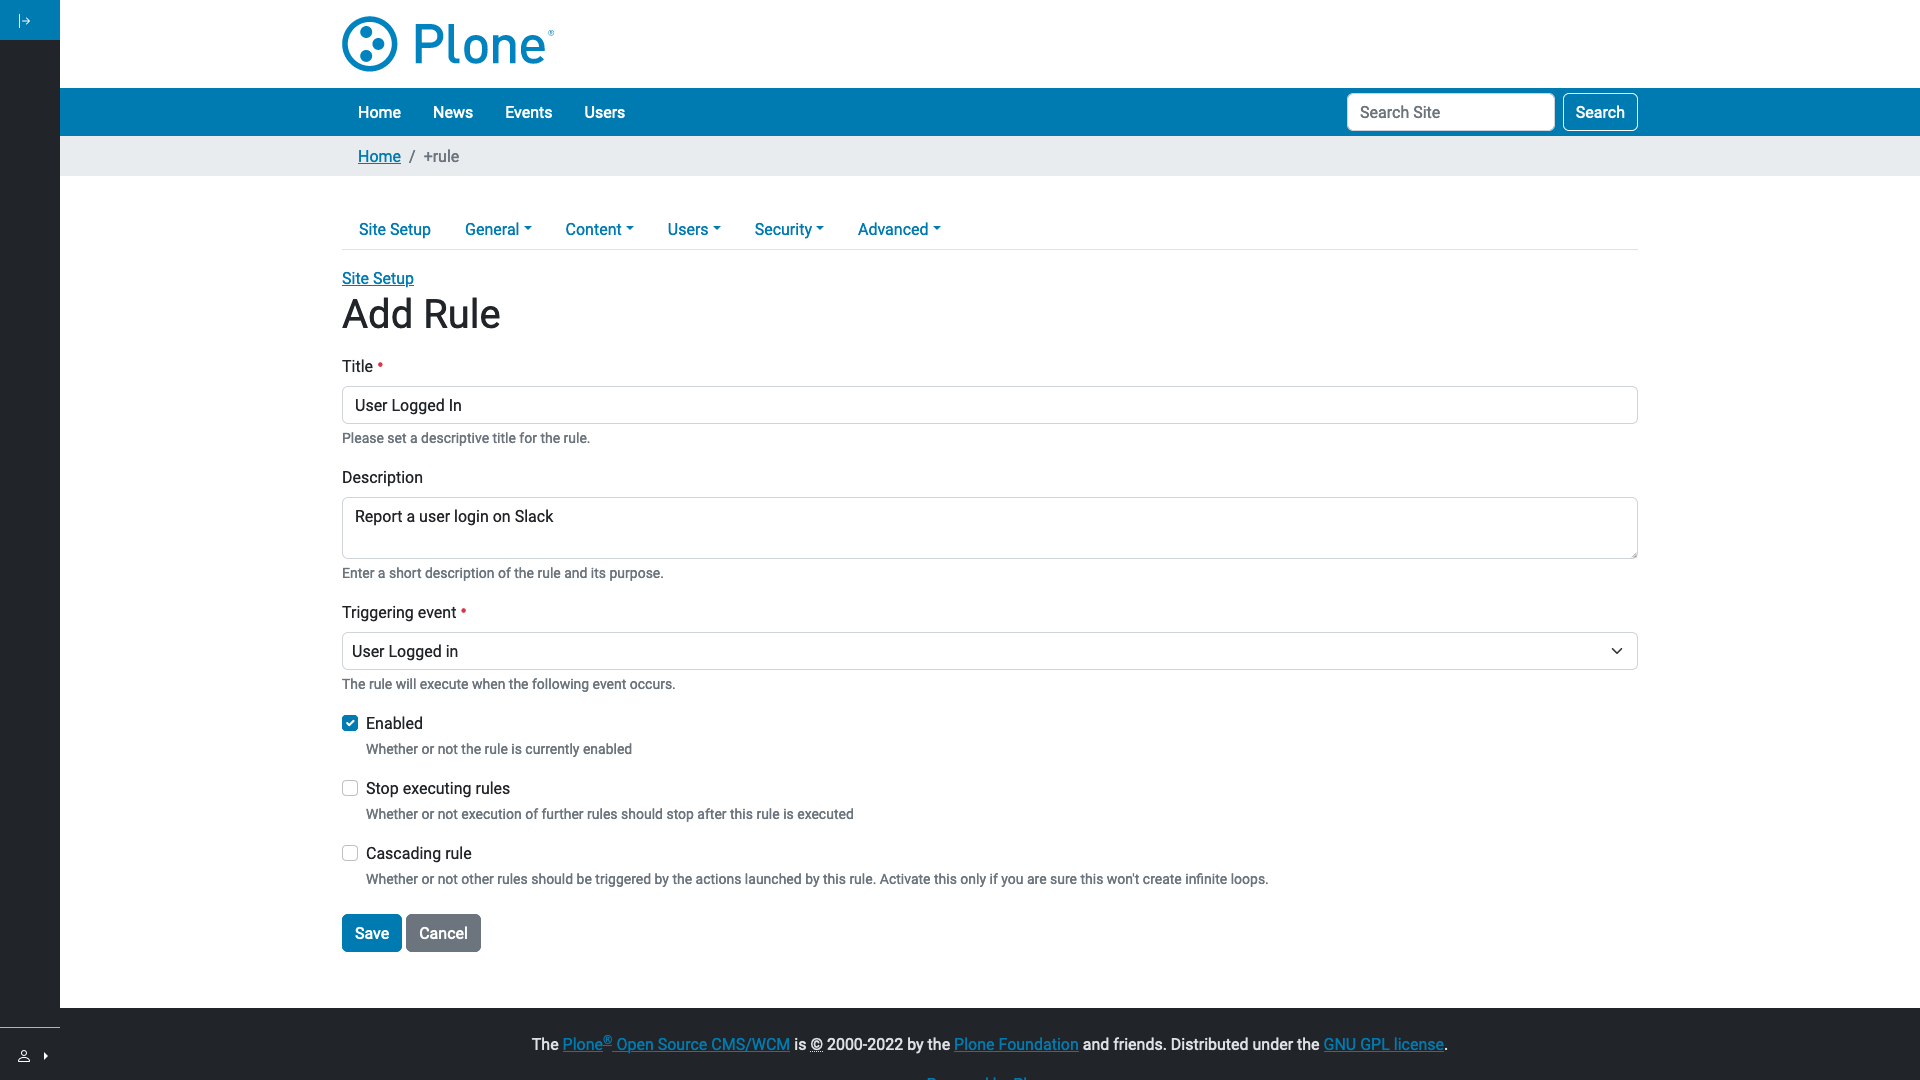 Plone®
Home News Events Users Search Site Search
Home / +rule
Site Setup General Content Users Security Advanced
Site Setup
Add Rule
Title •
User Logged In
Please set a descriptive title for the rule.
Description
Report a user login on Slack
Enter a short description of the rule and its purpose.
Triggering event •
User Logged in
The rule will execute when the following event occurs.
Enabled
Whether or not the rule is currently enabled
Stop executing rules
Whether or not execution of further rules should stop after this rule is executed
Cascading rule
Whether or not other rules should be triggered by the actions launched by this rule. Activate this only if you are sure this won't create infinite loops.
Save Cancel
The Plone® Open Source CMS/WCM is © 2000-2022 by the Plone Foundation and friends. Distributed under the GNU GPL license.